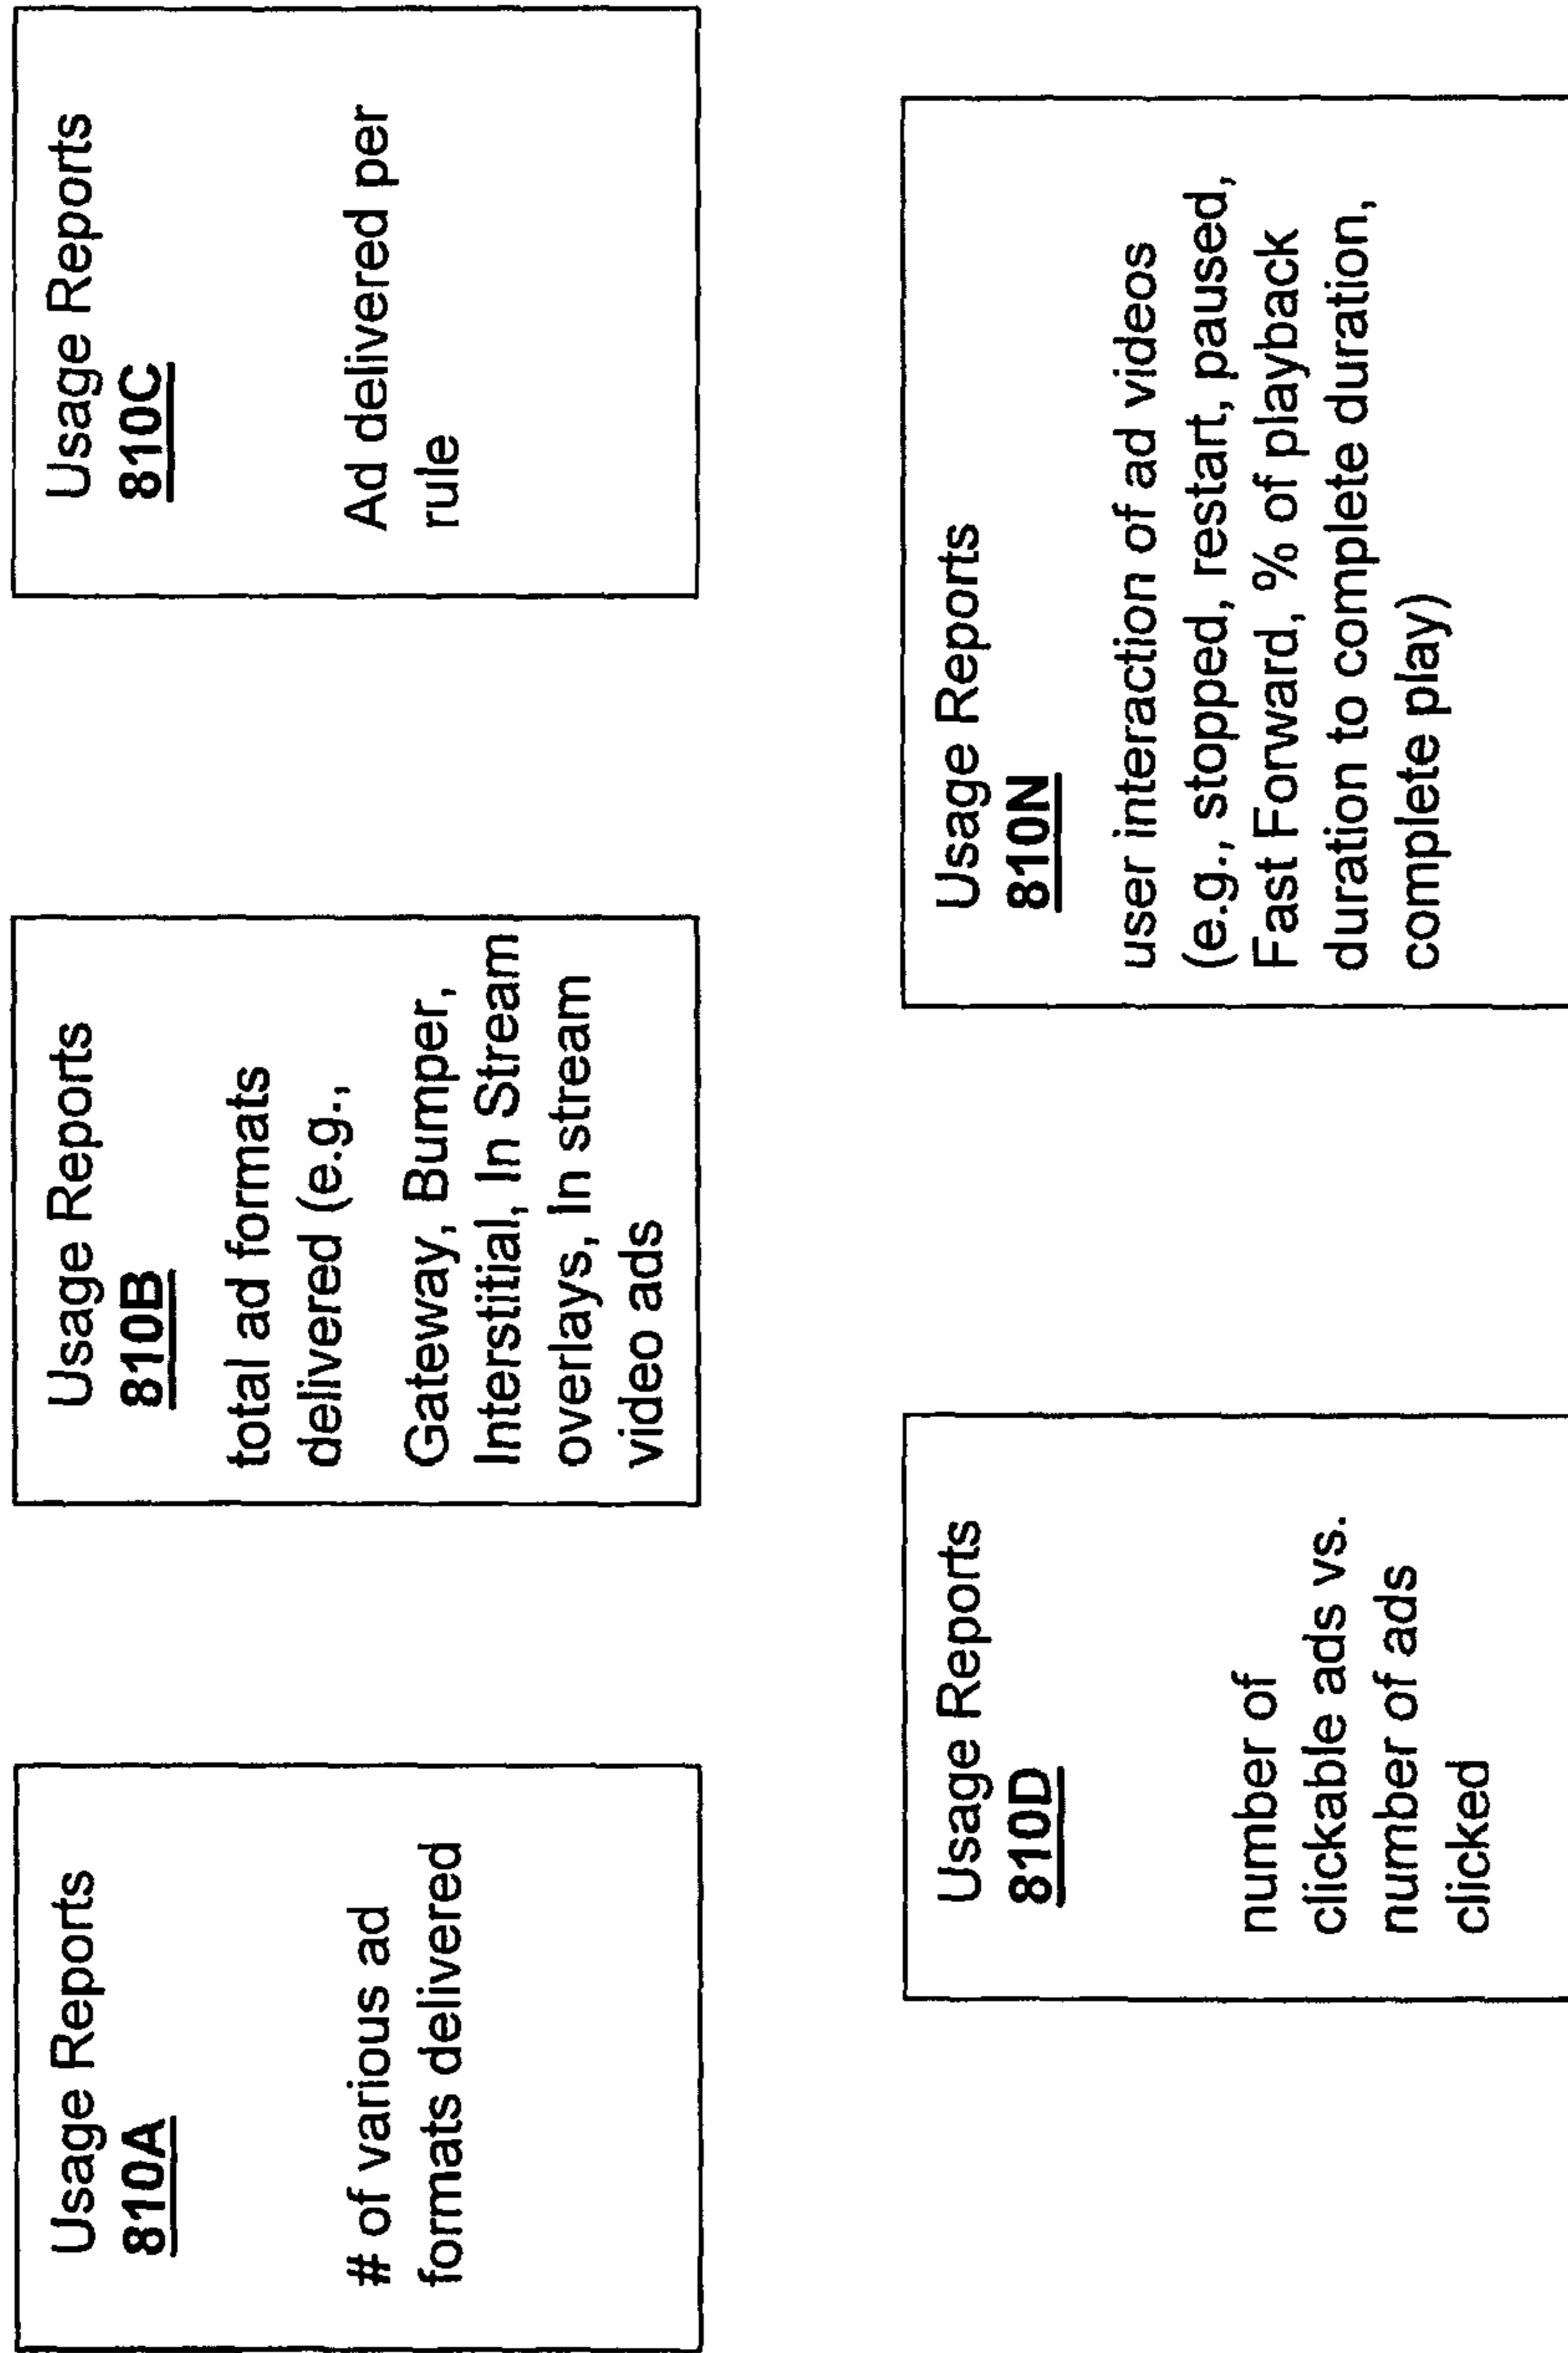 Usage Reports
810A
# of various ad
formats delivered
Usage Reports
810B
total ad formats
delivered (e.g.,
Gateway, Bumper,
Interstitial, In Stream
overlays, In stream
video ads
Usage Reports
810C
Ad delivered per
rule
Usage Reports
810D
number of
clickable ads vs.
number of ads
clicked
Usage Reports
810N
user interaction of ad videos
(e.g., stopped, restart, paused,
Fast Forward, % of playback
duration to complete duration,
complete play)